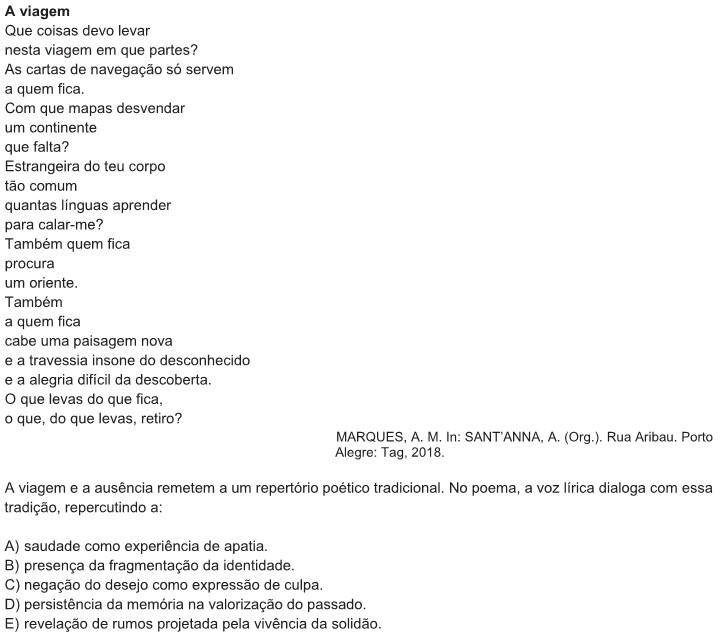 A viagem
Que coisas devo levar
nesta viagem em que partes?
As cartas de navegação só servem
a quem fica.
Com que mapas desvendar
um continente
que falta?
Estrangeira do teu corpo
tão comum
quantas línguas aprender
para calar-me?
Também quem fica
procura
um oriente.
Também
a quem fica
cabe uma paisagem nova
e a travessia insone do desconhecido
e a alegria difícil da descoberta.
O que levas do que fica,
o que, do que levas, retiro?
MARQUES, A. M. In: SANT'ANNA, A. (Org.). Rua Aribau. Porto
Alegre: Tag, 2018.
A viagem e a ausência remetem a um repertório poético tradicional. No poema, a voz lírica dialoga com essa
tradição, repercutindo a:
A) saudade como experiência de apatia.
B) presença da fragmentação da identidade.
C) negação do desejo como expressão de culpa.
D) persistência da memória na valorização do passado.
E) revelação de rumos projetada pela vivência da solidão.